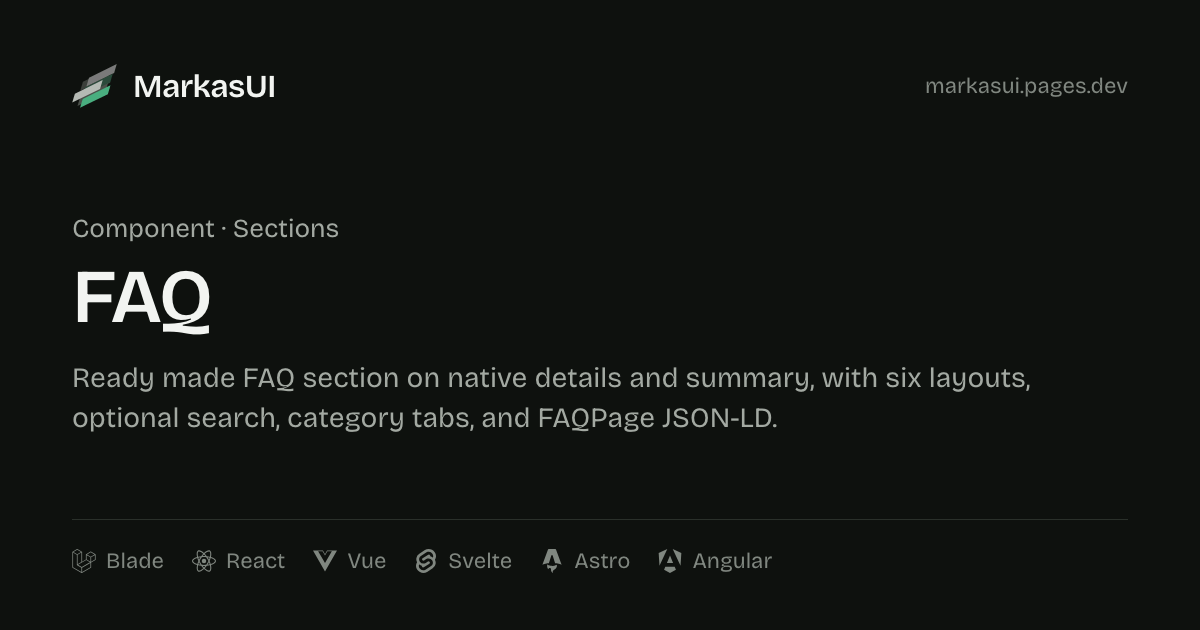 MarkasUI
markasui.pages.dev
Component · Sections
FAQ
Ready made FAQ section on native details and summary, with six layouts,
optional search, category tabs, and FAQPage JSON-LD.
Blade React Vue Svelte Astro Angular